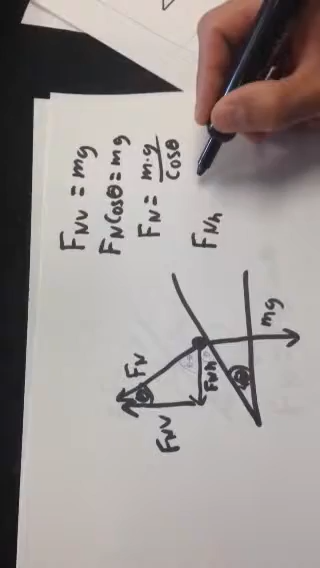 F_NV = mg
F_N cosθ = mg
F_N = m·g / cosθ
F_Nh
F_N
θ
F_NV
F_Nh
θ
mg